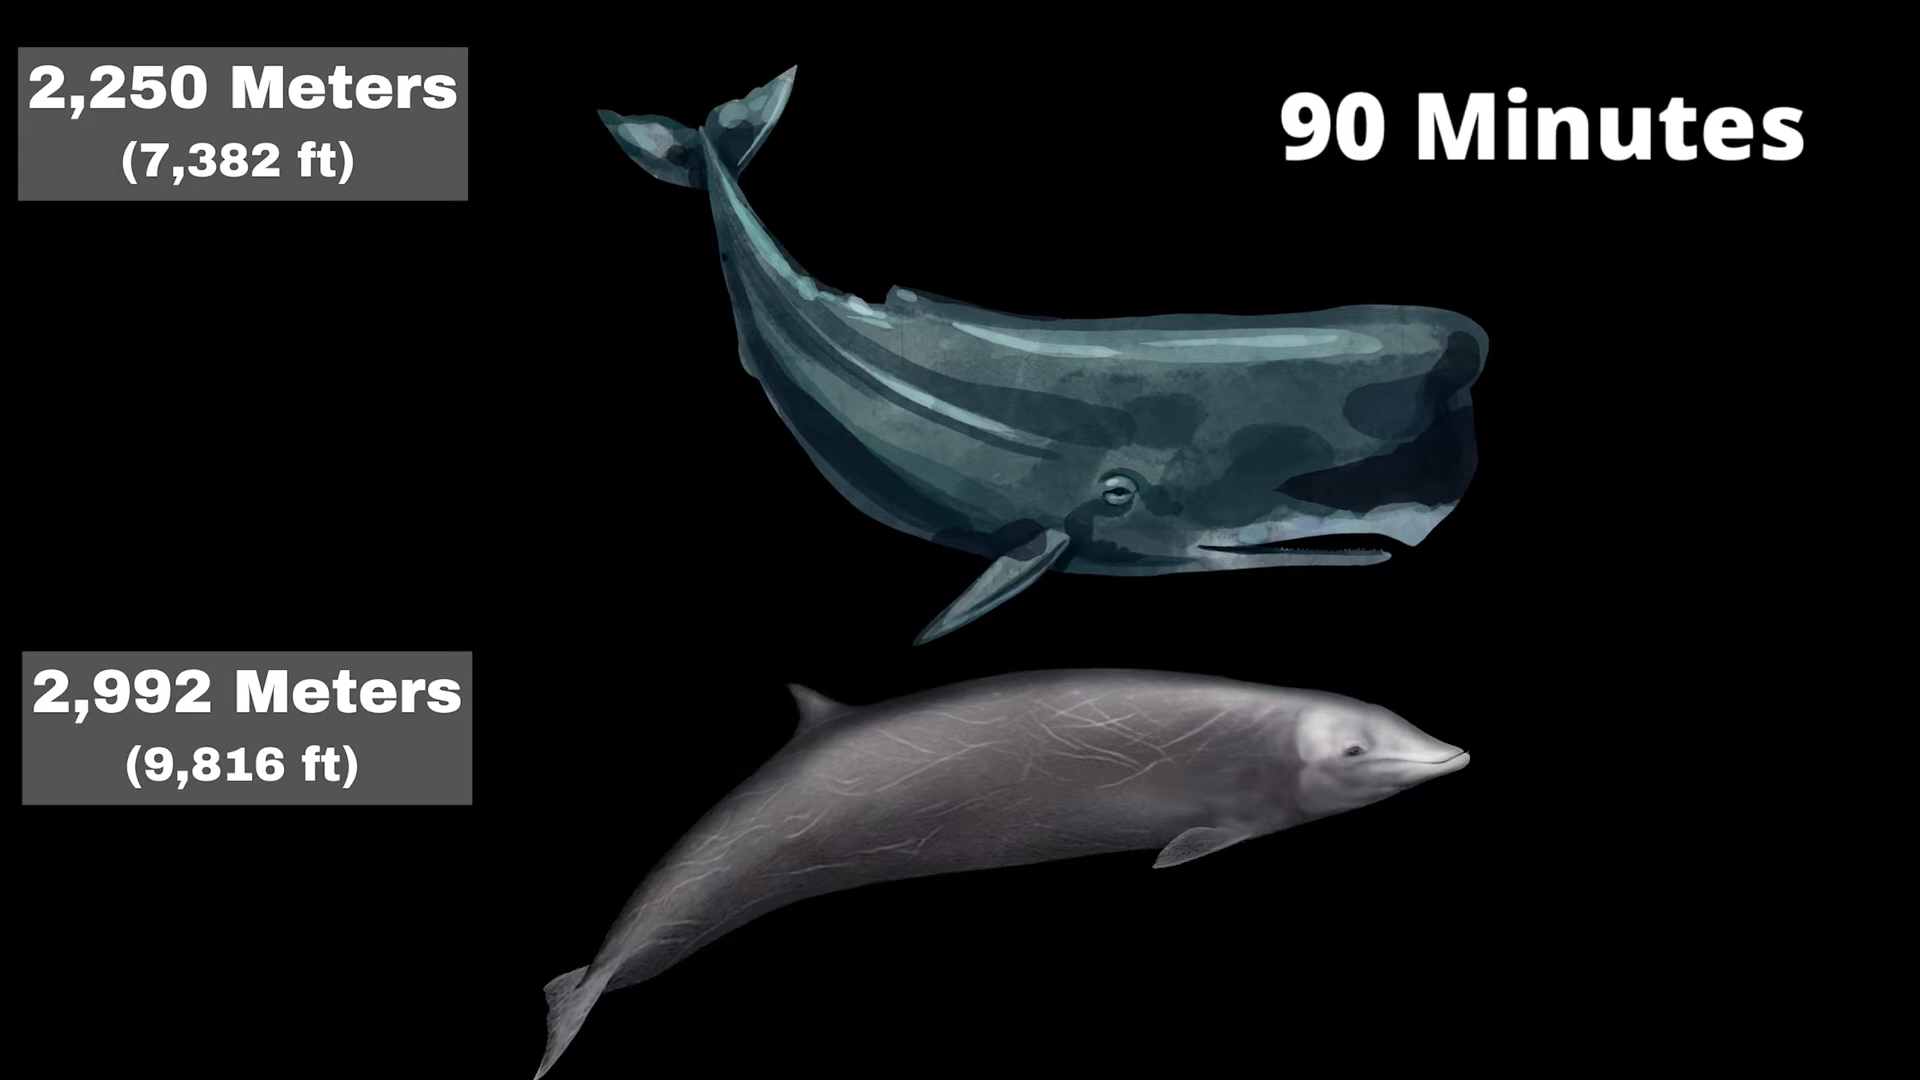 2,250 Meters
(7,382 ft)
90 Minutes
2,992 Meters
(9,816 ft)